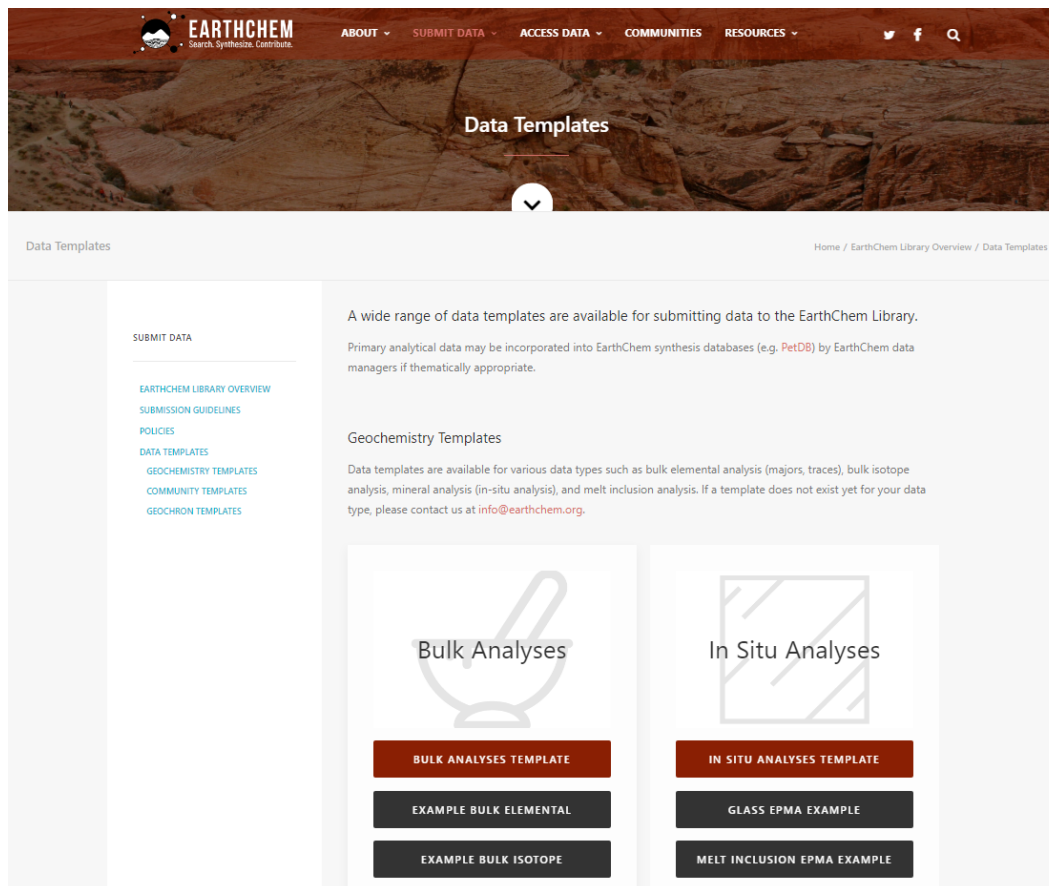 EARTHCHEM
Search. Synthesize. Contribute.
ABOUT
SUBMIT DATA
ACCESS DATA
COMMUNITIES
RESOURCES
Data Templates
Data Templates
Home / EarthChem Library Overview / Data Templates
SUBMIT DATA
EARTHCHEM LIBRARY OVERVIEW
SUBMISSION GUIDELINES
POLICIES
DATA TEMPLATES
GEOCHEMISTRY TEMPLATES
COMMUNITY TEMPLATES
GEOCHRON TEMPLATES
A wide range of data templates are available for submitting data to the EarthChem Library.
Primary analytical data may be incorporated into EarthChem synthesis databases (e.g. PetDB) by EarthChem data
managers if thematically appropriate.
Geochemistry Templates
Data templates are available for various data types such as bulk elemental analysis (majors, traces), bulk isotope
analysis, mineral analysis (in-situ analysis), and melt inclusion analysis. If a template does not exist yet for your data
type, please contact us at info@earthchem.org.
Bulk Analyses
BULK ANALYSES TEMPLATE
EXAMPLE BULK ELEMENTAL
EXAMPLE BULK ISOTOPE
In Situ Analyses
IN SITU ANALYSES TEMPLATE
GLASS EPMA EXAMPLE
MELT INCLUSION EPMA EXAMPLE